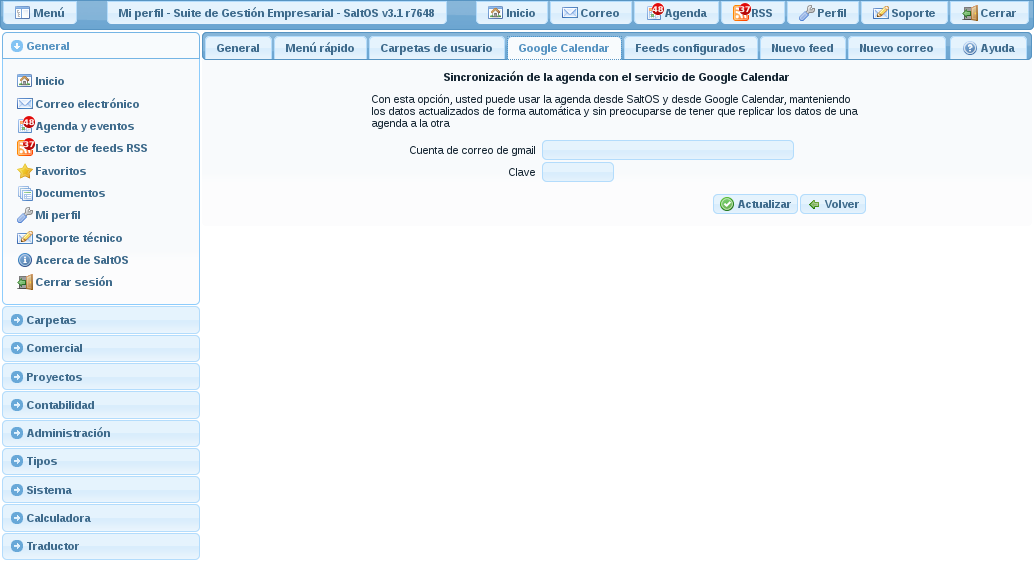 Menú
Mi perfil - Suite de Gestión Empresarial - SaltOS v3.1 r7648
Inicio
Correo
48
Agenda
37
RSS
Perfil
Soporte
Cerrar
General
Inicio
Correo electrónico
48
Agenda y eventos
37
Lector de feeds RSS
Favoritos
Documentos
Mi perfil
Soporte técnico
Acerca de SaltOS
Cerrar sesión
Carpetas
Comercial
Proyectos
Contabilidad
Administración
Tipos
Sistema
Calculadora
Traductor
General
Menú rápido
Carpetas de usuario
Google Calendar
Feeds configurados
Nuevo feed
Nuevo correo
Ayuda
Sincronización de la agenda con el servicio de Google Calendar
Con esta opción, usted puede usar la agenda desde SaltOS y desde Google Calendar, manteniendo
los datos actualizados de forma automática y sin preocuparse de tener que replicar los datos de una
agenda a la otra
Cuenta de correo de gmail
Clave
Actualizar
Volver